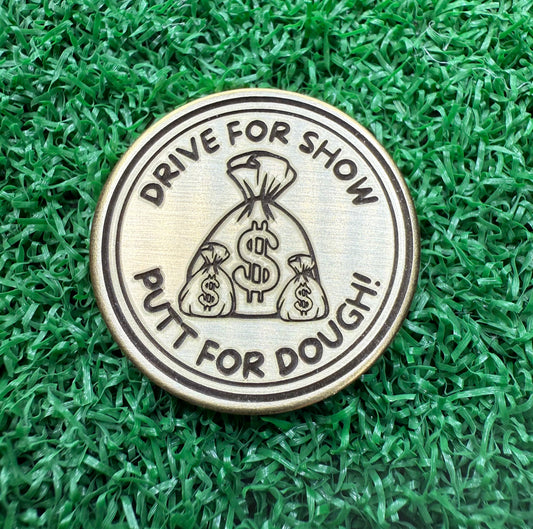 DRIVE FOR SHOW
$
$ $
PUTT FOR DOUGH!